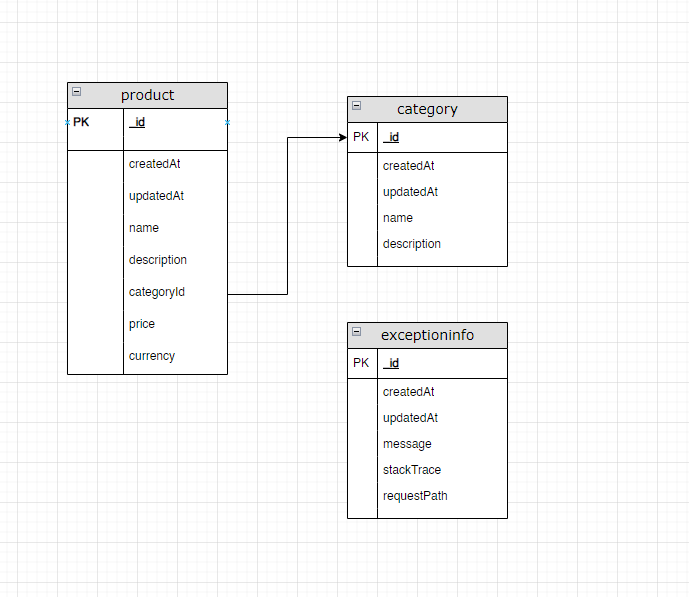 product
PK _id
createdAt
updatedAt
name
description
categoryId
price
currency
category
PK _id
createdAt
updatedAt
name
description
exceptioninfo
PK _id
createdAt
updatedAt
message
stackTrace
requestPath